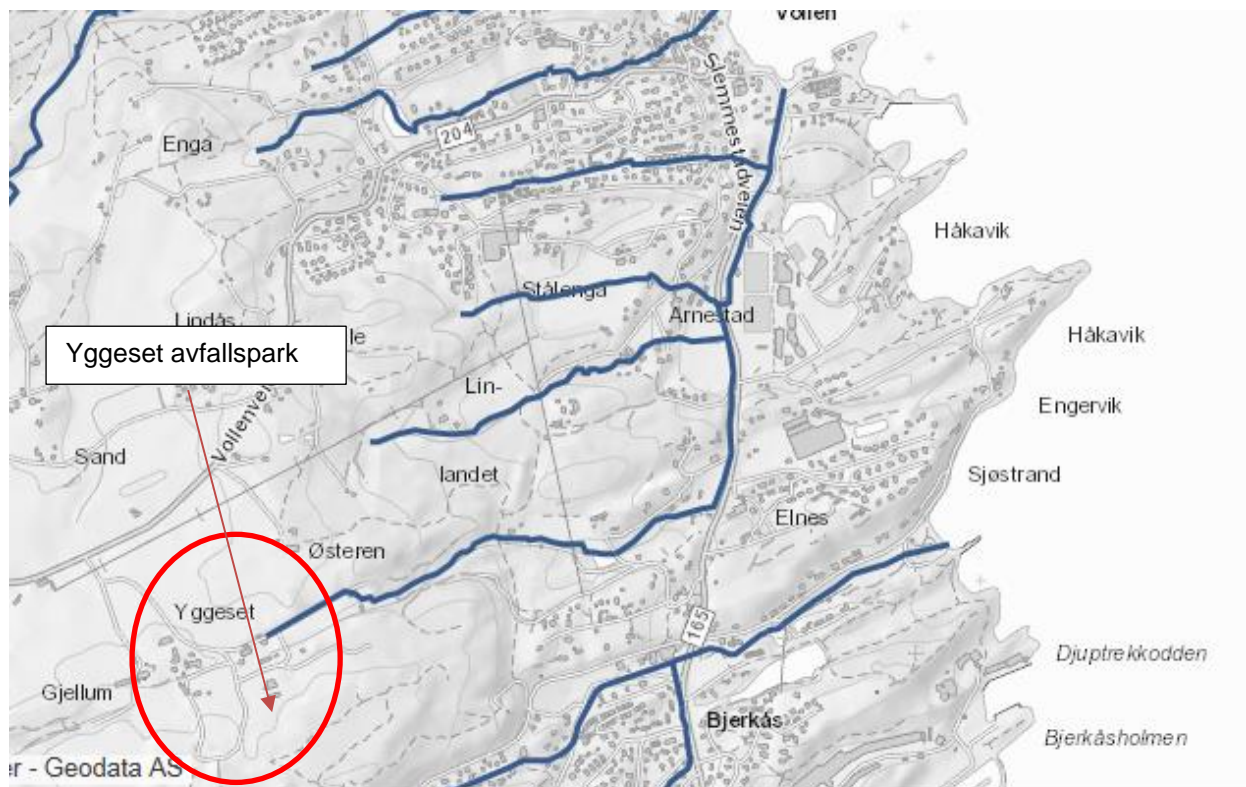 Vollen
Slemmestadveien
Enga
204
Håkavik
Stålenga
Arnestad
Lindås
Yggeset avfallspark
le
Håkavik
Lin-
Engervik
Sand
landet
Sjøstrand
Elnes
Østeren
Yggeset
165
Djuptrekkodden
Gjellum
Bjerkås
Bjerkåsholmen
r - Geodata AS